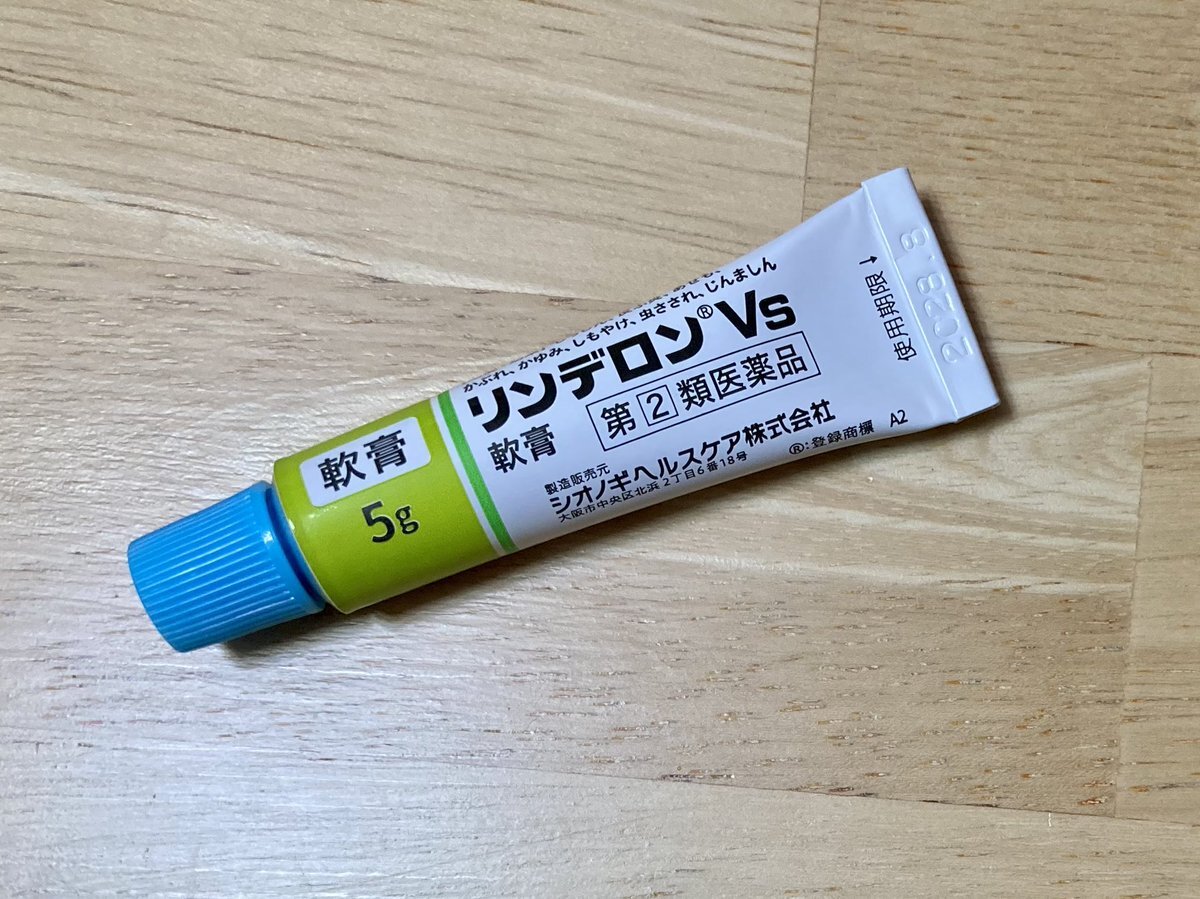 かぶれ、かゆみ、しもやけ、虫さされ、じんましん
リンデロン® Vs
軟膏
第②類医薬品
製造販売元
シオノギヘルスケア株式会社
大阪市中央区北浜2丁目6番18号
®:登録商標 A2
使用期限→
2028.8
軟膏
5g